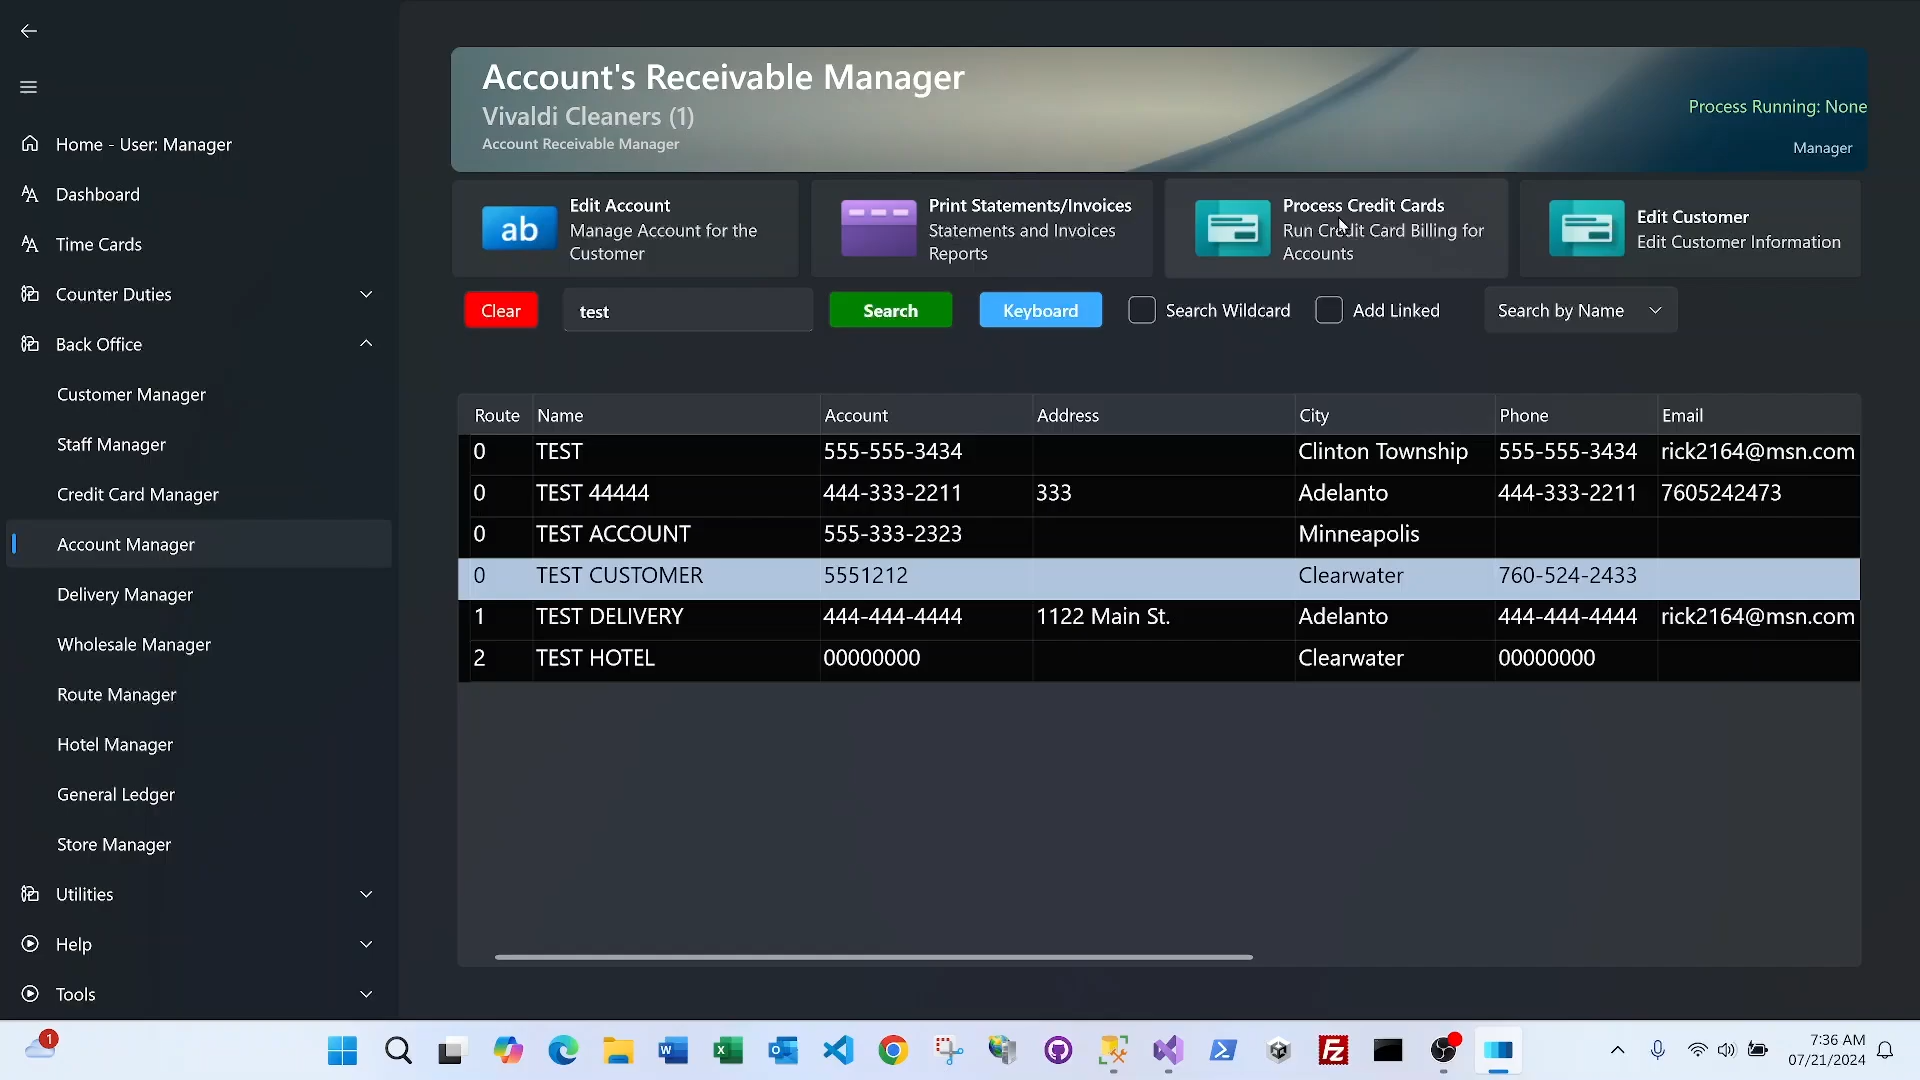 Home - User: Manager
Dashboard
Time Cards
Counter Duties
Back Office
Customer Manager
Staff Manager
Credit Card Manager
Account Manager
Delivery Manager
Wholesale Manager
Route Manager
Hotel Manager
General Ledger
Store Manager
Utilities
Help
Tools
Account's Receivable Manager
Vivaldi Cleaners (1)
Account Receivable Manager
Process Running: None
Manager
ab
Edit Account
Manage Account for the
Customer
Print Statements/Invoices
Statements and Invoices
Reports
Process Credit Cards
Run Credit Card Billing for
Accounts
Edit Customer
Edit Customer Information
Clear test Search Keyboard Search Wildcard Add Linked Search by Name
Route Name Account Address City Phone Email
0 TEST 555-555-3434 Clinton Township 555-555-3434 rick2164@msn.com
0 TEST 44444 444-333-2211 333 Adelanto 444-333-2211 7605242473
0 TEST ACCOUNT 555-333-2323 Minneapolis
0 TEST CUSTOMER 5551212 Clearwater 760-524-2433
1 TEST DELIVERY 444-444-4444 1122 Main St. Adelanto 444-444-4444 rick2164@msn.com
2 TEST HOTEL 00000000 Clearwater 00000000
1
7:36 AM
07/21/2024